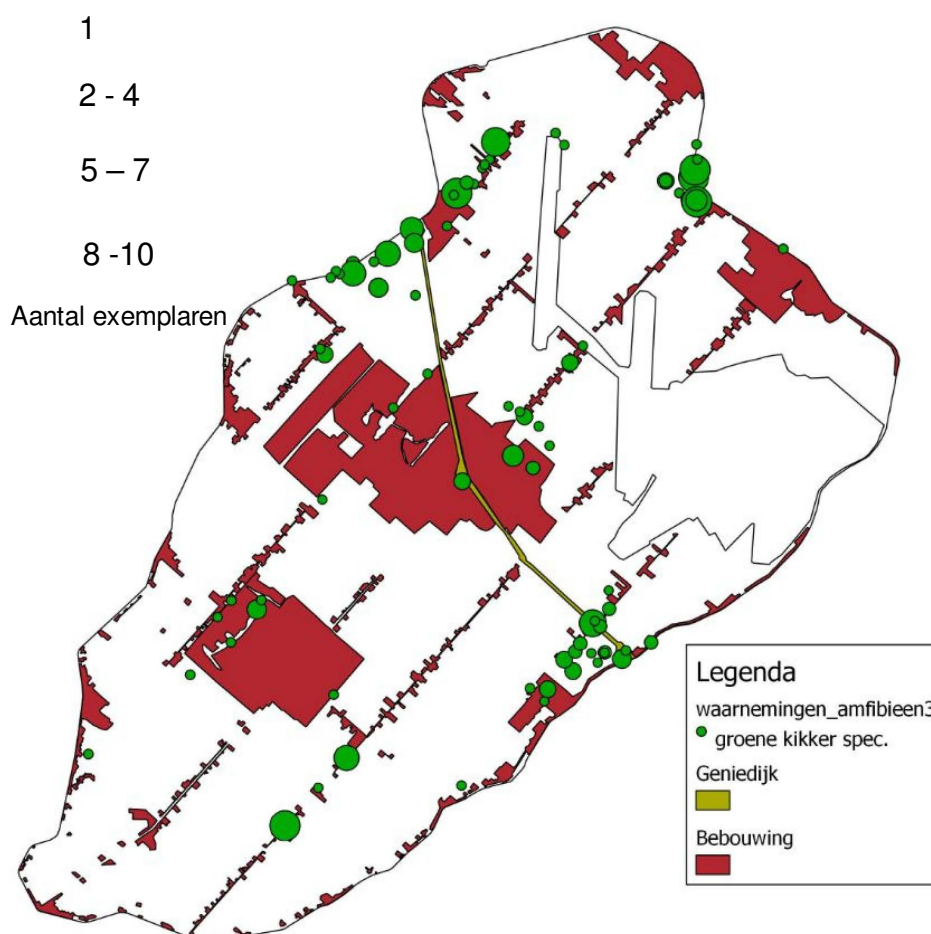 1
2 - 4
5 – 7
8 -10
Aantal exemplaren
Legenda
waarnemingen_amfibieen3
groene kikker spec.
Geniedijk
Bebouwing